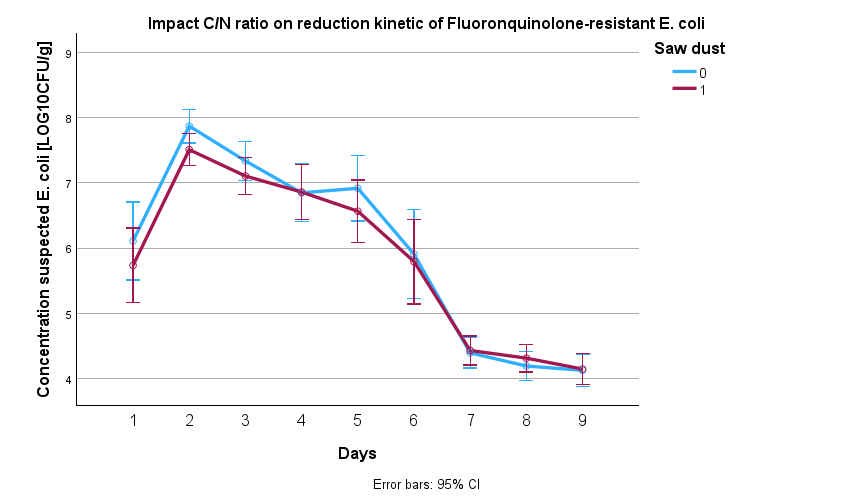 Impact C/N ratio on reduction kinetic of Fluoronquinolone-resistant E. coli
Saw dust
0
1
Concentration suspected E. coli [LOG10CFU/g]
9
8
7
6
5
4
1 2 3 4 5 6 7 8 9
Days
Error bars: 95% CI